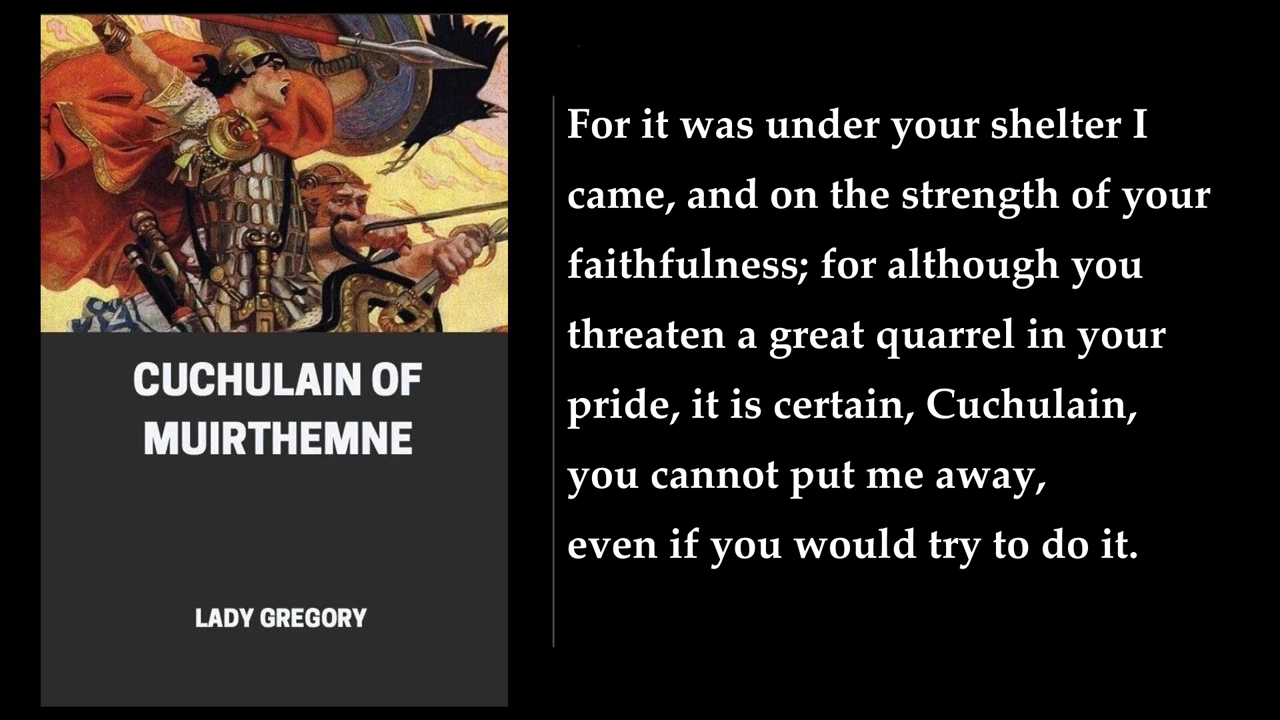 CUCHULAIN OF
MUIRTHEMNE
LADY GREGORY
For it was under your shelter I
came, and on the strength of your
faithfulness; for although you
threaten a great quarrel in your
pride, it is certain, Cuchulain,
you cannot put me away,
even if you would try to do it.